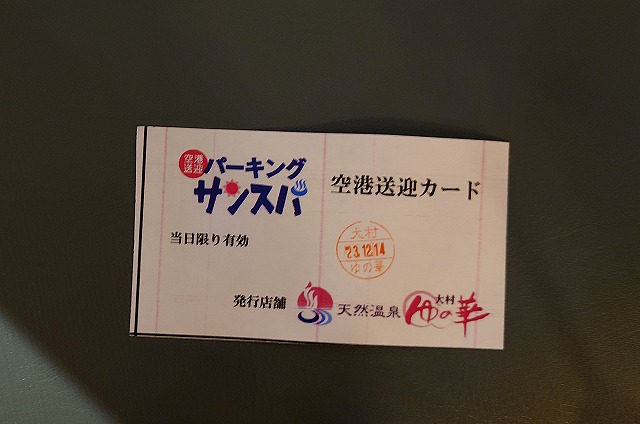 空港
送迎
パーキング
サンスパ
空港送迎カード
当日限り有効
大村
'23.12.14
ゆの華
発行店舗
天然温泉
大村
ゆの華